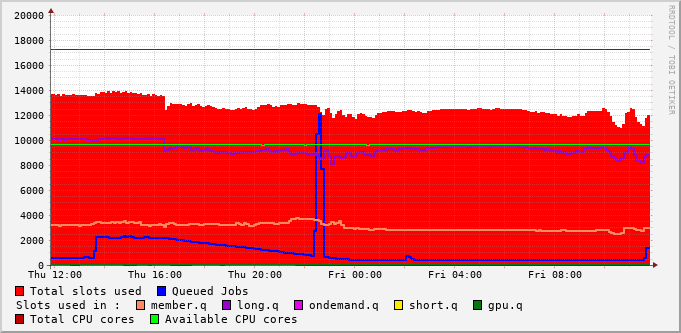 20000
18000
16000
14000
12000
10000
8000
6000
4000
2000
0
Thu 12:00 Thu 16:00 Thu 20:00 Fri 00:00 Fri 04:00 Fri 08:00
Total slots used Queued Jobs
Slots used in : member.q long.q ondemand.q short.q gpu.q
Total CPU cores Available CPU cores
RRDTOOL / TOBI OETIKER